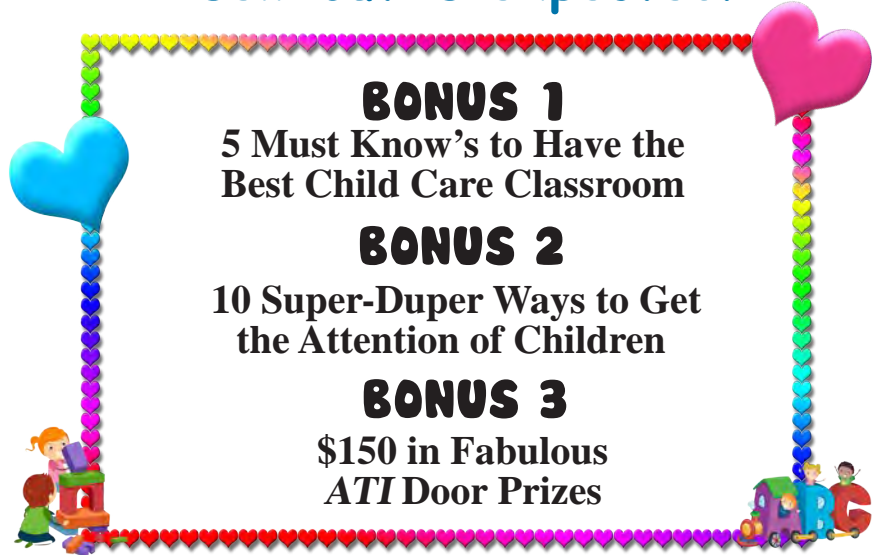 BONUS 1
5 Must Know's to Have the
Best Child Care Classroom
BONUS 2
10 Super-Duper Ways to Get
the Attention of Children
BONUS 3
$150 in Fabulous
ATI Door Prizes
ABC